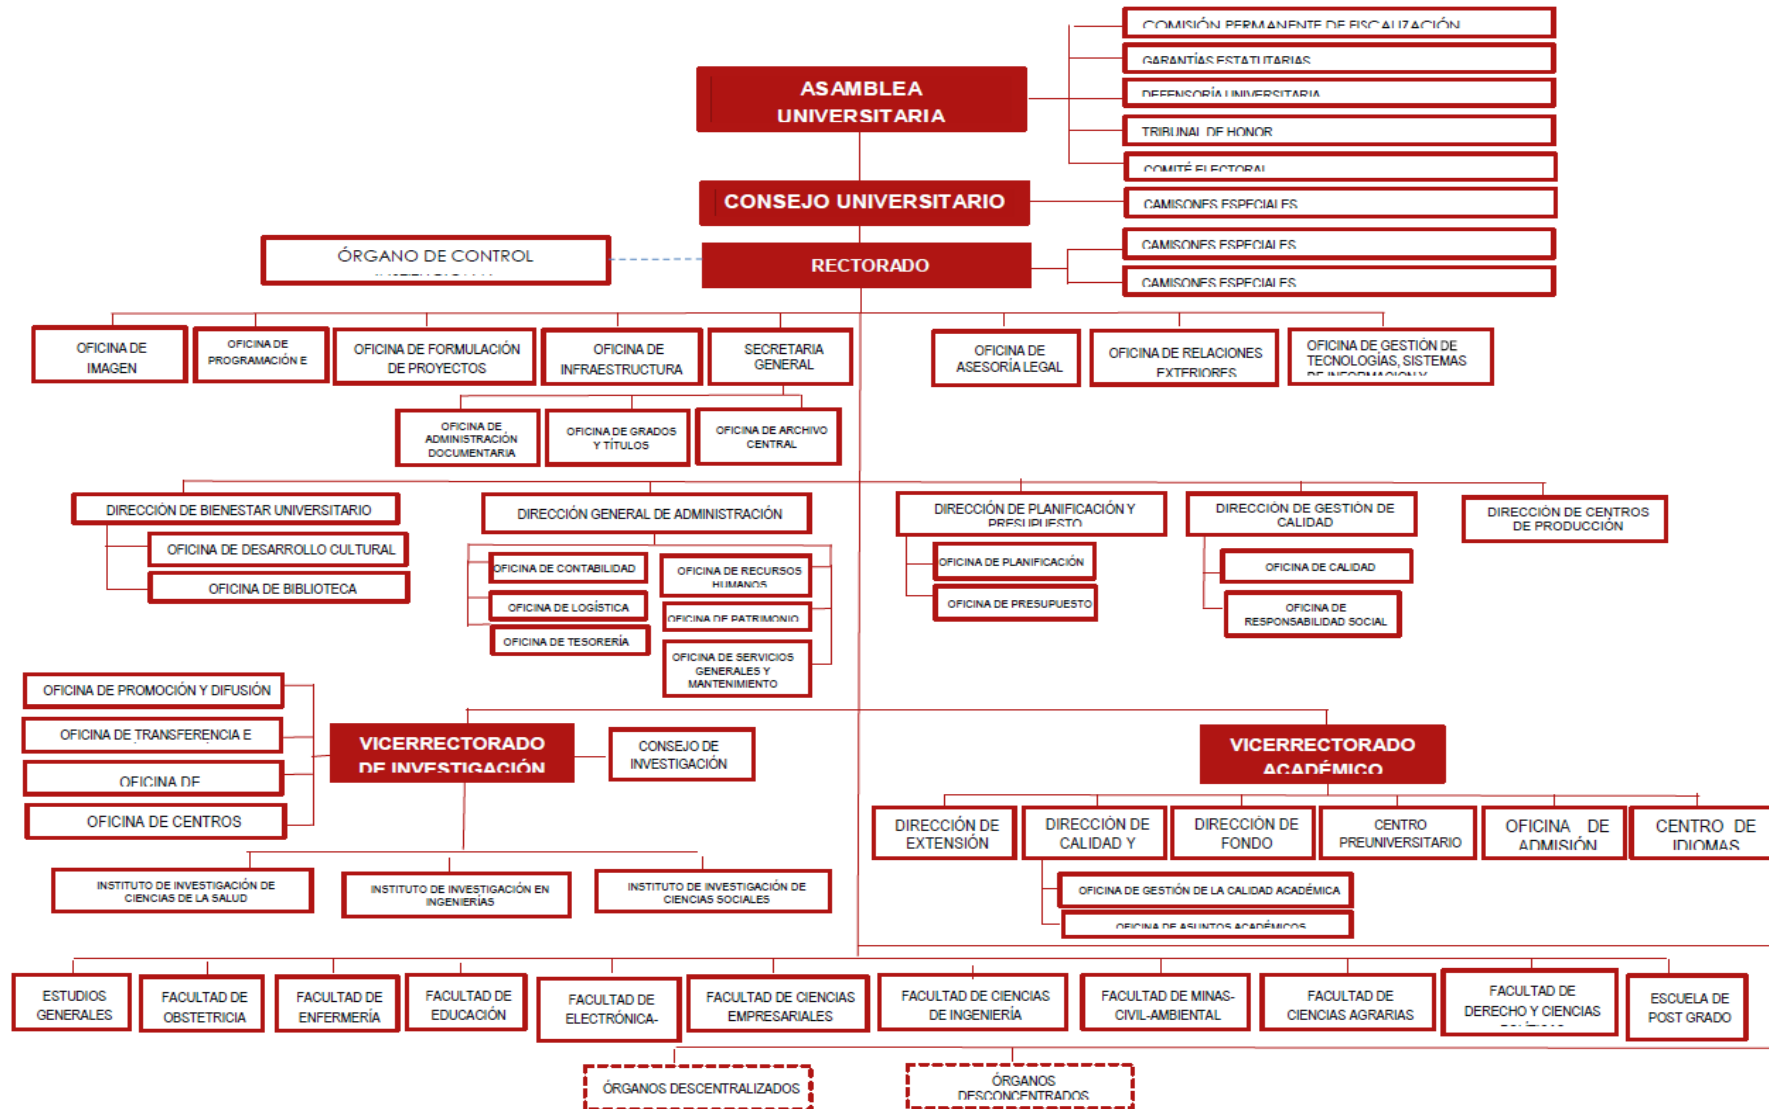 COMISIÓN PERMANENTE DE FISCALIZACIÓN
GARANTÍAS ESTATUTARIAS
ASAMBLEA
UNIVERSITARIA
DEFENSORÍA UNIVERSITARIA
TRIBUNAL DE HONOR
COMITÉ ELECTORAL
CONSEJO UNIVERSITARIO
CAMISONES ESPECIALES
ÓRGANO DE CONTROL
RECTORADO
CAMISONES ESPECIALES
CAMISONES ESPECIALES
OFICINA DE
IMAGEN
OFICINA DE
PROGRAMACIÓN E
OFICINA DE FORMULACIÓN
DE PROYECTOS
OFICINA DE
INFRAESTRUCTURA
SECRETARIA
GENERAL
OFICINA DE
ASESORÍA LEGAL
OFICINA DE RELACIONES
EXTERIORES
OFICINA DE GESTIÓN DE
TECNOLOGÍAS, SISTEMAS
DE INFORMACIÓN Y
OFICINA DE
ADMINISTRACIÓN
DOCUMENTARIA
OFICINA DE GRADOS
Y TÍTULOS
OFICINA DE ARCHIVO
CENTRAL
DIRECCIÓN DE BIENESTAR UNIVERSITARIO
OFICINA DE DESARROLLO CULTURAL
OFICINA DE BIBLIOTECA
DIRECCIÓN GENERAL DE ADMINISTRACIÓN
OFICINA DE CONTABILIDAD
OFICINA DE LOGÍSTICA
OFICINA DE TESORERÍA
OFICINA DE RECURSOS
HUMANOS
OFICINA DE PATRIMONIO
OFICINA DE SERVICIOS
GENERALES Y
MANTENIMIENTO
DIRECCIÓN DE PLANIFICACIÓN Y
PRESUPUESTO
OFICINA DE PLANIFICACIÓN
OFICINA DE PRESUPUESTO
DIRECCIÓN DE GESTIÓN DE
CALIDAD
OFICINA DE CALIDAD
OFICINA DE
RESPONSABILIDAD SOCIAL
DIRECCIÓN DE CENTROS
DE PRODUCCIÓN
OFICINA DE PROMOCIÓN Y DIFUSIÓN
OFICINA DE TRANSFERENCIA E
OFICINA DE
OFICINA DE CENTROS
VICERRECTORADO
DE INVESTIGACIÓN
CONSEJO DE
INVESTIGACIÓN
VICERRECTORADO
ACADÉMICO
DIRECCIÓN DE
EXTENSIÓN
DIRECCIÓN DE
CALIDAD Y
DIRECCIÓN DE
FONDO
CENTRO
PREUNIVERSITARIO
OFICINA DE
ADMISIÓN
CENTRO DE
IDIOMAS
INSTITUTO DE INVESTIGACIÓN DE
CIENCIAS DE LA SALUD
INSTITUTO DE INVESTIGACIÓN EN
INGENIERÍAS
INSTITUTO DE INVESTIGACIÓN DE
CIENCIAS SOCIALES
OFICINA DE GESTIÓN DE LA CALIDAD ACADÉMICA
OFICINA DE ASUNTOS ACADÉMICOS
ESTUDIOS
GENERALES
FACULTAD DE
OBSTETRICIA
FACULTAD DE
ENFERMERÍA
FACULTAD DE
EDUCACIÓN
FACULTAD DE
ELECTRÓNICA-
FACULTAD DE CIENCIAS
EMPRESARIALES
FACULTAD DE CIENCIAS
DE INGENIERÍA
FACULTAD DE MINAS-
CIVIL-AMBIENTAL
FACULTAD DE
CIENCIAS AGRARIAS
FACULTAD DE
DERECHO Y CIENCIAS
POLÍTICAS
ESCUELA DE
POST GRADO
ÓRGANOS DESCENTRALIZADOS
ÓRGANOS
DESCONCENTRADOS